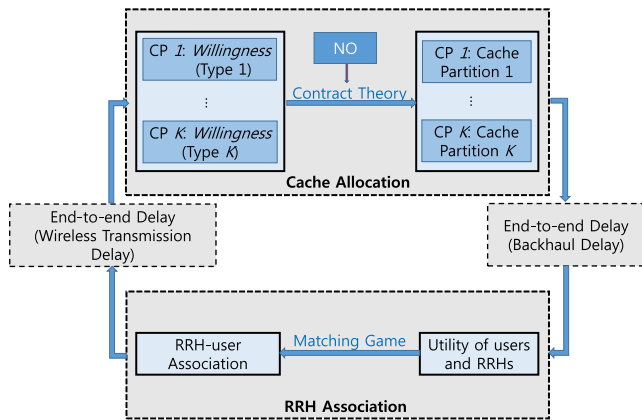 CP 1: Willingness
(Type 1)
⋮
CP K: Willingness
(Type K)
NO
Contract Theory
CP 1: Cache
Partition 1
⋮
CP K: Cache
Partition K
Cache Allocation
End-to-end Delay
(Wireless Transmission
Delay)
End-to-end Delay
(Backhaul Delay)
RRH-user
Association
Matching Game
Utility of users
and RRHs
RRH Association